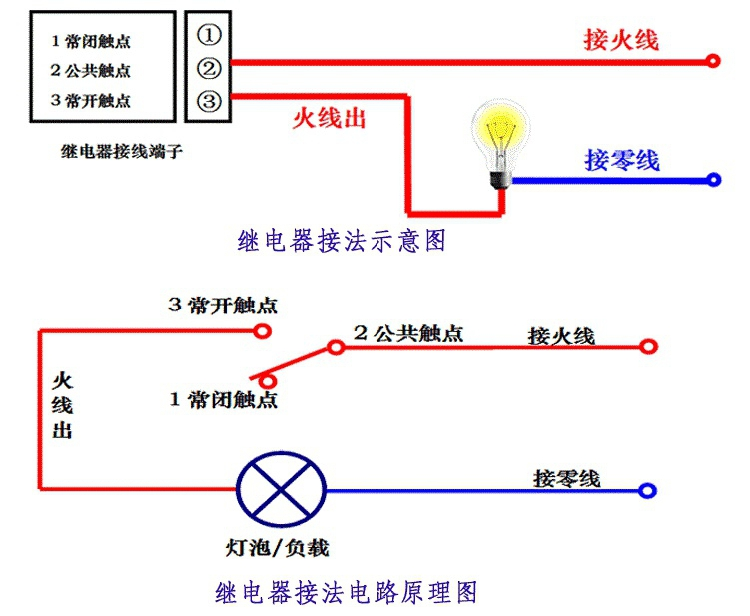 1常闭触点
①
2公共触点
②
3常开触点
③
继电器接线端子
接火线
火线出
接零线
继电器接法示意图
3常开触点
2公共触点
接火线
1常闭触点
火线出
接零线
灯泡/负载
继电器接法电路原理图